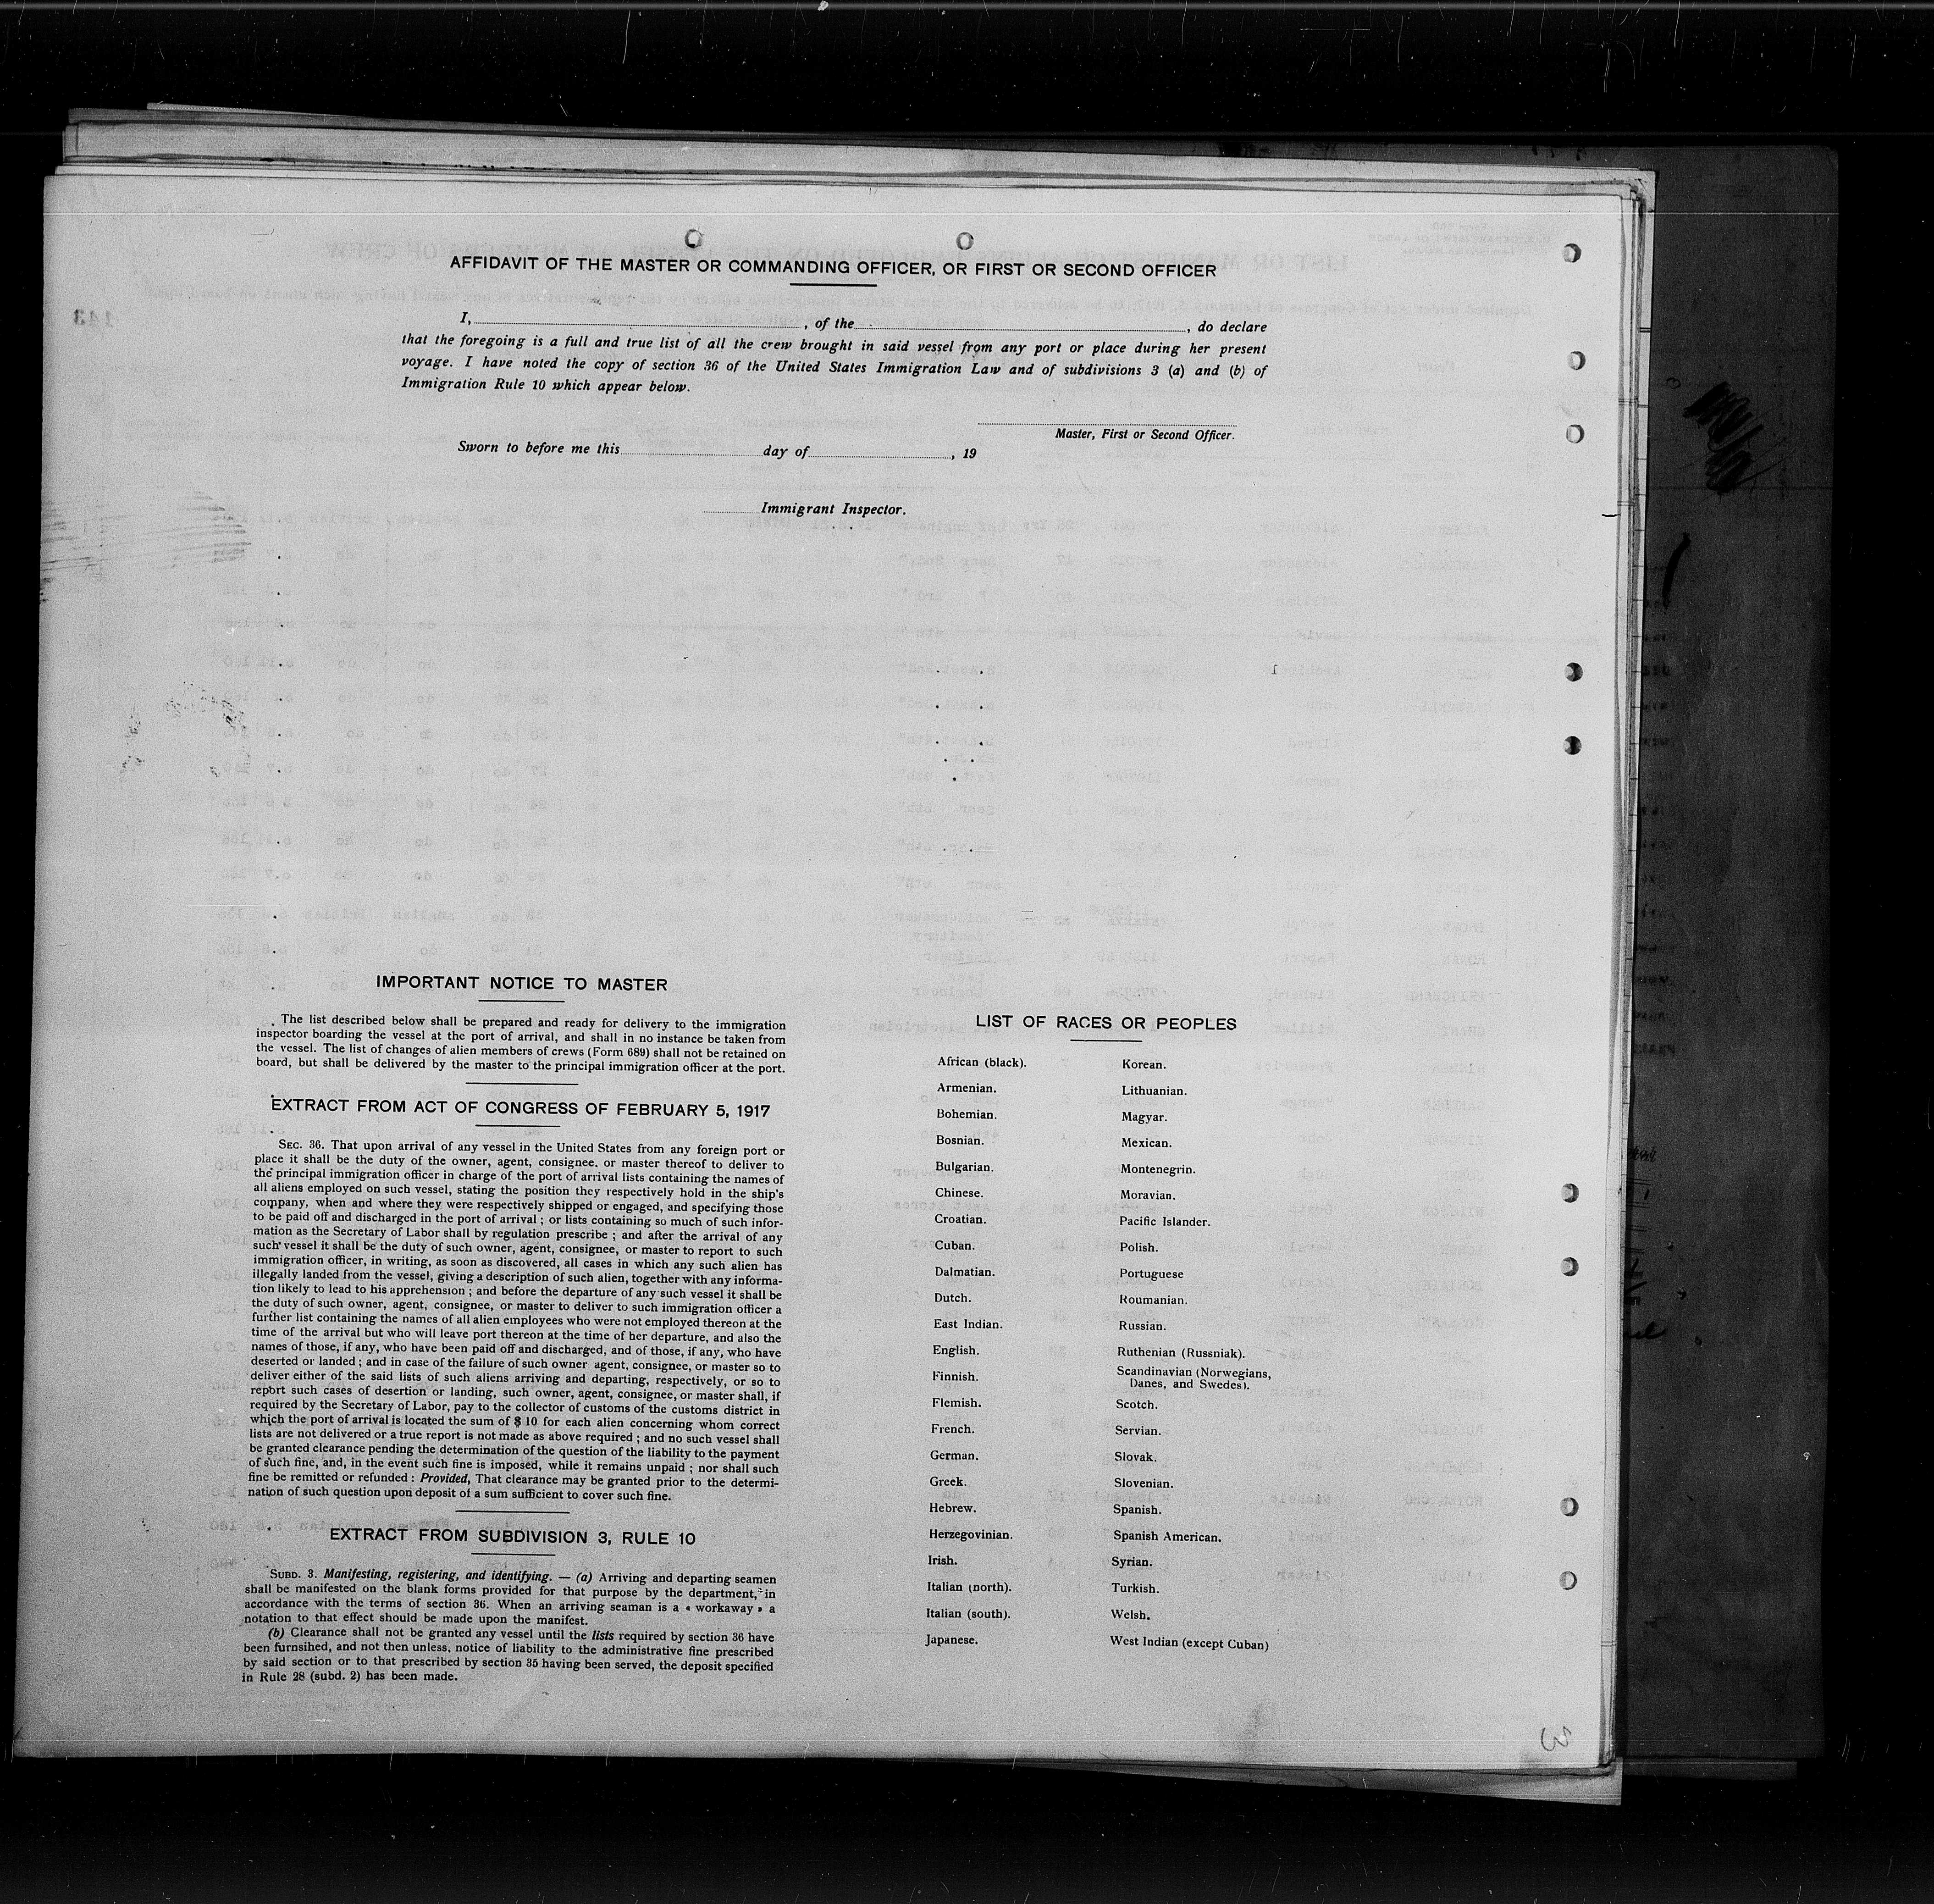 AFFIDAVIT OF THE MASTER OR COMMANDING OFFICER, OR FIRST OR SECOND OFFICER
I, , of the , do declare
that the foregoing is a full and true list of all the crew brought in said vessel from any port or place during her present
voyage. I have noted the copy of section 36 of the United States Immigration Law and of subdivisions 3 (a) and (b) of
Immigration Rule 10 which appear below.
Master, First or Second Officer.
Sworn to before me this day of , 19
Immigrant Inspector.
IMPORTANT NOTICE TO MASTER
The list described below shall be prepared and ready for delivery to the immigration
inspector boarding the vessel at the port of arrival, and shall in no instance be taken from
the vessel. The list of changes of alien members of crews (Form 689) shall not be retained on
board, but shall be delivered by the master to the principal immigration officer at the port.
EXTRACT FROM ACT OF CONGRESS OF FEBRUARY 5, 1917
SEC. 36. That upon arrival of any vessel in the United States from any foreign port or
place it shall be the duty of the owner, agent, consignee. or master thereof to deliver to
the principal immigration officer in charge of the port of arrival lists containing the names of
all aliens employed on such vessel, stating the position they respectively hold in the ship's
company, when and where they were respectively shipped or engaged, and specifying those
to be paid off and discharged in the port of arrival ; or lists containing so much of such infor-
mation as the Secretary of Labor shall by regulation prescribe ; and after the arrival of any
such vessel it shall be the duty of such owner, agent, consignee, or master to report to such
immigration officer, in writing, as soon as discovered, all cases in which any such alien has
illegally landed from the vessel, giving a description of such alien, together with any informa-
tion likely to lead to his apprehension ; and before the departure of any such vessel it shall be
the duty of such owner, agent, consignee, or master to deliver to such immigration officer a
further list containing the names of all alien employees who were not employed thereon at the
time of the arrival but who will leave port thereon at the time of her departure, and also the
names of those, if any, who have been paid off and discharged, and of those, if any, who have
deserted or landed ; and in case of the failure of such owner agent, consignee, or master so to
deliver either of the said lists of such aliens arriving and departing, respectively, or so to
report such cases of desertion or landing, such owner, agent, consignee, or master shall, if
required by the Secretary of Labor, pay to the collector of customs of the customs district in
which the port of arrival is located the sum of $ 10 for each alien concerning whom correct
lists are not delivered or a true report is not made as above required ; and no such vessel shall
be granted clearance pending the determination of the question of the liability to the payment
of such fine, and, in the event such fine is imposed, while it remains unpaid ; nor shall such
fine be remitted or refunded : Provided, That clearance may be granted prior to the determi-
nation of such question upon deposit of a sum sufficient to cover such fine.
EXTRACT FROM SUBDIVISION 3, RULE 10
SUBD. 3. Manifesting, registering, and identifying. — (a) Arriving and departing seamen
shall be manifested on the blank forms provided for that purpose by the department, in
accordance with the terms of section 36. When an arriving seaman is a « workaway » a
notation to that effect should be made upon the manifest.
(b) Clearance shall not be granted any vessel until the lists required by section 36 have
been furnsihed, and not then unless, notice of liability to the administrative fine prescribed
by said section or to that prescribed by section 35 having been served, the deposit specified
in Rule 28 (subd. 2) has been made.
LIST OF RACES OR PEOPLES
African (black).
Armenian.
Bohemian.
Bosnian.
Bulgarian.
Chinese.
Croatian.
Cuban.
Dalmatian.
Dutch.
East Indian.
English.
Finnish.
Flemish.
French.
German.
Greek.
Hebrew.
Herzegovinian.
Irish.
Italian (north).
Italian (south).
Japanese.
Korean.
Lithuanian.
Magyar.
Mexican.
Montenegrin.
Moravian.
Pacific Islander.
Polish.
Portuguese
Roumanian.
Russian.
Ruthenian (Russniak).
Scandinavian (Norwegians,
Danes, and Swedes).
Scotch.
Servian.
Slovak.
Slovenian.
Spanish.
Spanish American.
Syrian.
Turkish.
Welsh.
West Indian (except Cuban)
3